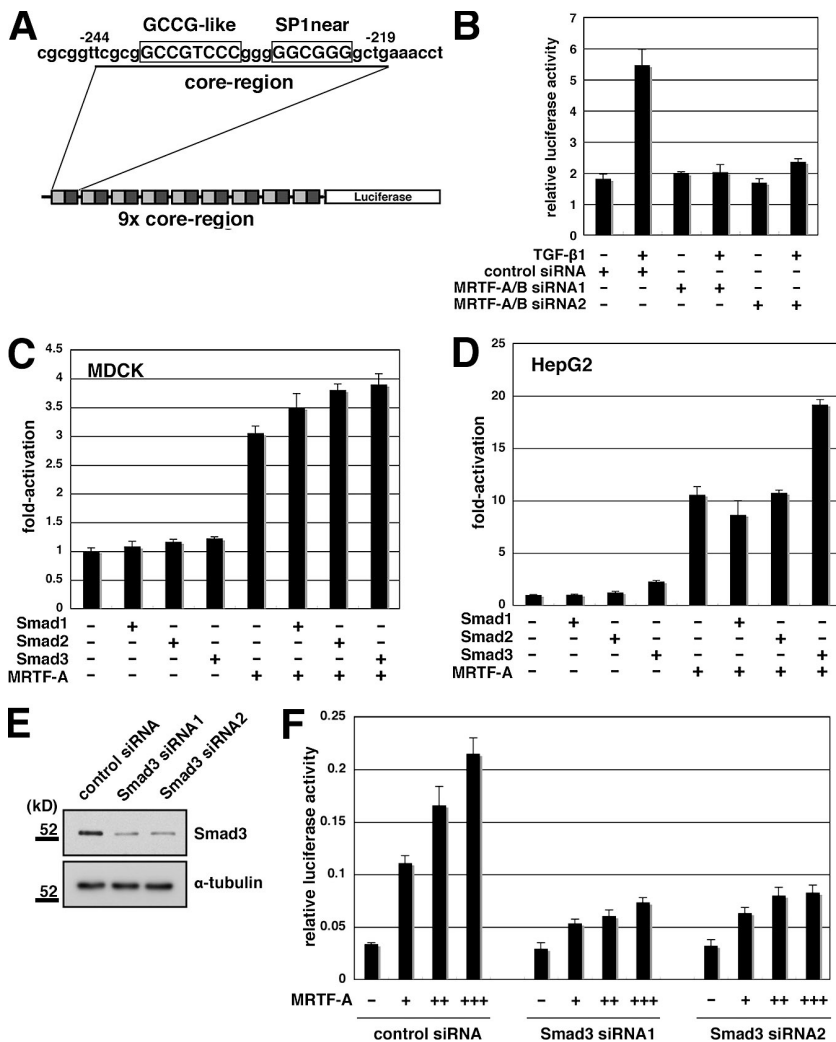 A
GCCG-like SP1near
-244 -219
cgcggttcgcgGCCGTCCCgggGGCGGGgctgaaacct
core-region
Luciferase
9x core-region
B
relative luciferase activity
7
6
5
4
3
2
1
0
TGF-β1 – + – + – +
control siRNA + + – – – –
MRTF-A/B siRNA1 – – + + – –
MRTF-A/B siRNA2 – – – – + +
C
MDCK
fold-activation
4.5
4
3.5
3
2.5
2
1.5
1
0.5
0
Smad1 – + – – – + – –
Smad2 – – + – – – + –
Smad3 – – – + – – – +
MRTF-A – – – – + + + +
D
HepG2
fold-activation
25
20
15
10
5
0
Smad1 – + – – – + – –
Smad2 – – + – – – + –
Smad3 – – – + – – – +
MRTF-A – – – – + + + +
E
control siRNA
Smad3 siRNA1
Smad3 siRNA2
(kD)
52
Smad3
52
α-tubulin
F
relative luciferase activity
0.25
0.2
0.15
0.1
0.05
0
MRTF-A – + ++ +++ – + ++ +++ – + ++ +++
control siRNA Smad3 siRNA1 Smad3 siRNA2